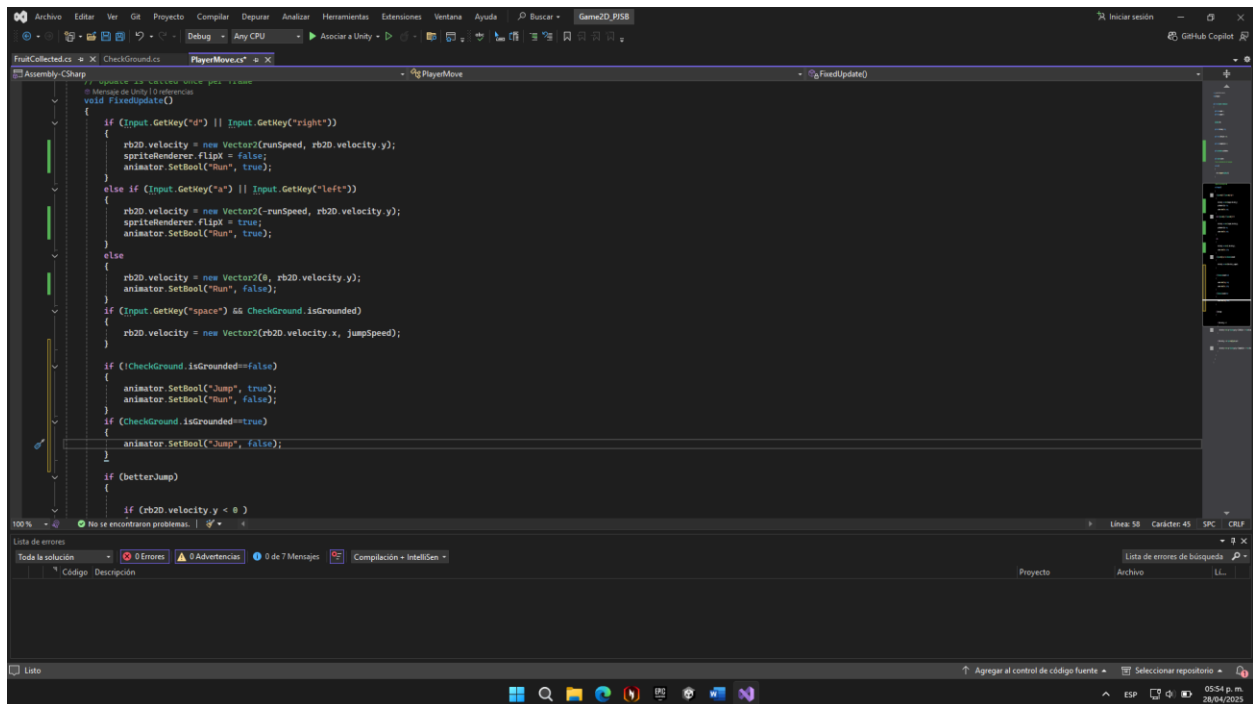 Archivo Editar Ver Git Proyecto Compilar Depurar Analizar Herramientas Extensiones Ventana Ayuda Buscar Game2D_PJSB Iniciar sesión
Debug Any CPU Asociar a Unity GitHub Copilot
FruitCollected.cs CheckGround.cs PlayerMove.cs*
Assembly-CSharp PlayerMove FixedUpdate()
// Update is called once per frame
Mensaje de Unity | 0 referencias
void FixedUpdate()
{
if (Input.GetKey("d") || Input.GetKey("right"))
{
rb2D.velocity = new Vector2(runSpeed, rb2D.velocity.y);
spriteRenderer.flipX = false;
animator.SetBool("Run", true);
}
else if (Input.GetKey("a") || Input.GetKey("left"))
{
rb2D.velocity = new Vector2(-runSpeed, rb2D.velocity.y);
spriteRenderer.flipX = true;
animator.SetBool("Run", true);
}
else
{
rb2D.velocity = new Vector2(0, rb2D.velocity.y);
animator.SetBool("Run", false);
}
if (Input.GetKey("space") && CheckGround.isGrounded)
{
rb2D.velocity = new Vector2(rb2D.velocity.x, jumpSpeed);
}
if (!CheckGround.isGrounded==false)
{
animator.SetBool("Jump", true);
animator.SetBool("Run", false);
}
if (CheckGround.isGrounded==true)
{
animator.SetBool("Jump", false);
}
if (betterJump)
{
if (rb2D.velocity.y < 0 )
100 % No se encontraron problemas. Línea: 58 Carácter: 45 SPC CRLF
Lista de errores
Toda la solución 0 Errores 0 Advertencias 0 de 7 Mensajes Compilación + IntelliSen Lista de errores de búsqueda
Código Descripción Proyecto Archivo Lí...
Listo Agregar al control de código fuente Seleccionar repositorio
ESP 05:54 p. m.
28/04/2025